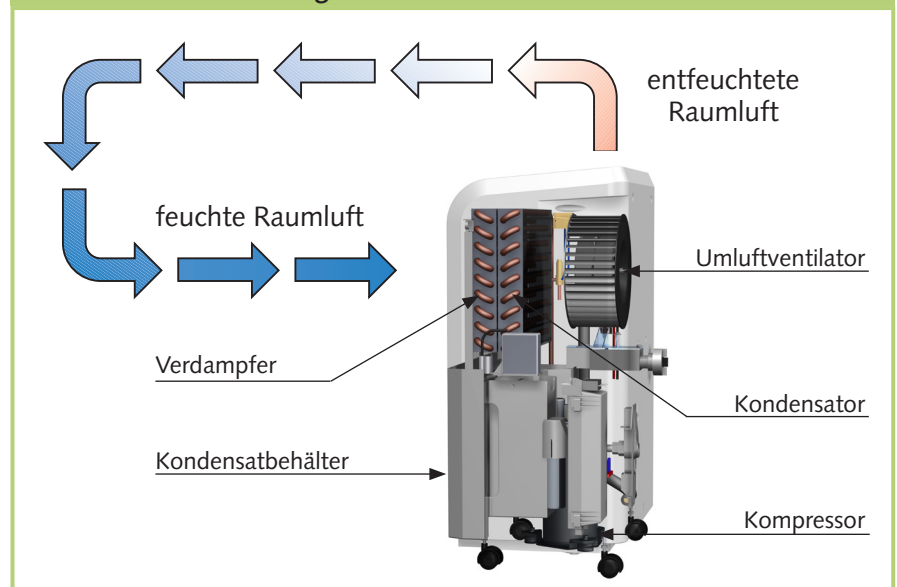 entfeuchtete
Raumluft
feuchte Raumluft
Umluftventilator
Verdampfer
Kondensator
Kondensatbehälter
Kompressor